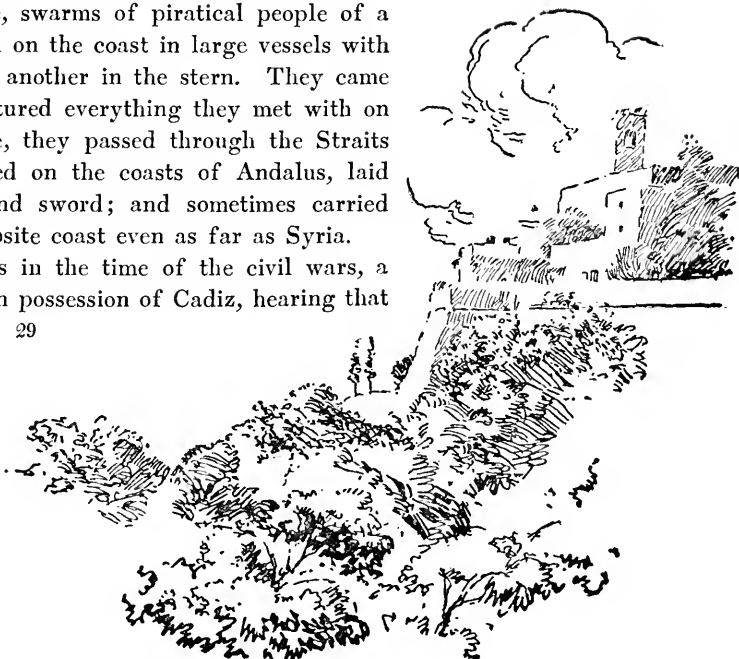 , swarms of piratical people of a
on the coast in large vessels with
another in the stern. They came
tured everything they met with on
, they passed through the Straits
ed on the coasts of Andalus, laid
nd sword; and sometimes carried
site coast even as far as Syria.
s in the time of the civil wars, a
n possession of Cadiz, hearing that
29